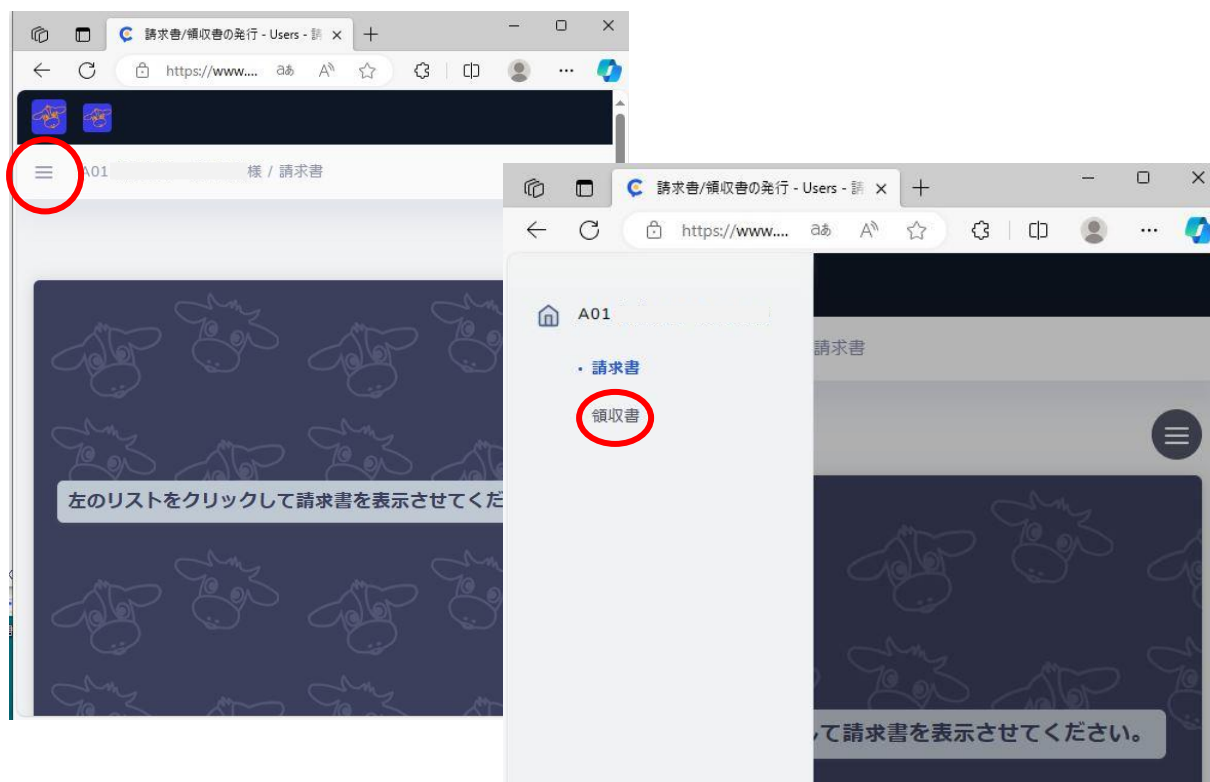 請求書/領収書の発行 - Users - 請
https://www....
A01 様 / 請求書
左のリストをクリックして請求書を表示させてくだ
請求書/領収書の発行 - Users - 請
https://www....
A01
・請求書
領収書
請求書
て請求書を表示させてください。